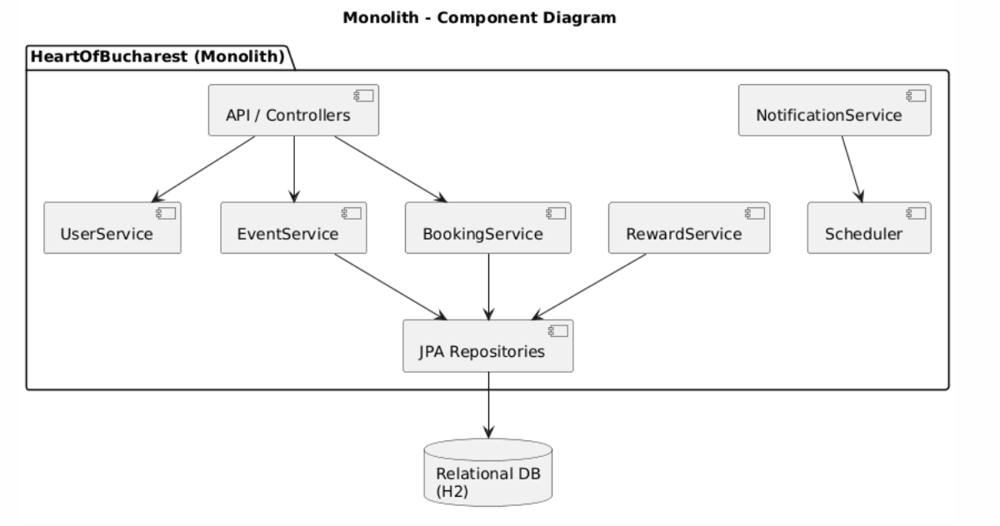 Monolith - Component Diagram
HeartOfBucharest (Monolith)
API / Controllers
NotificationService
UserService
EventService
BookingService
RewardService
Scheduler
JPA Repositories
Relational DB
(H2)